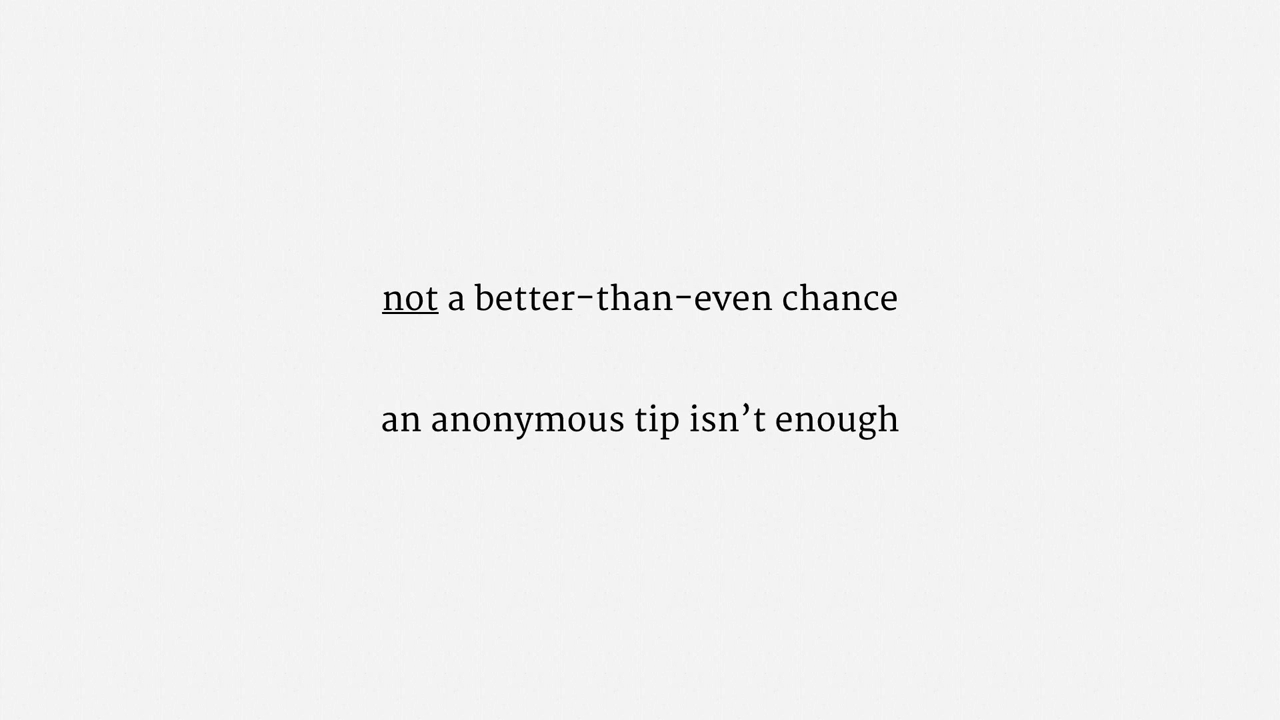 not a better-than-even chance
an anonymous tip isn’t enough